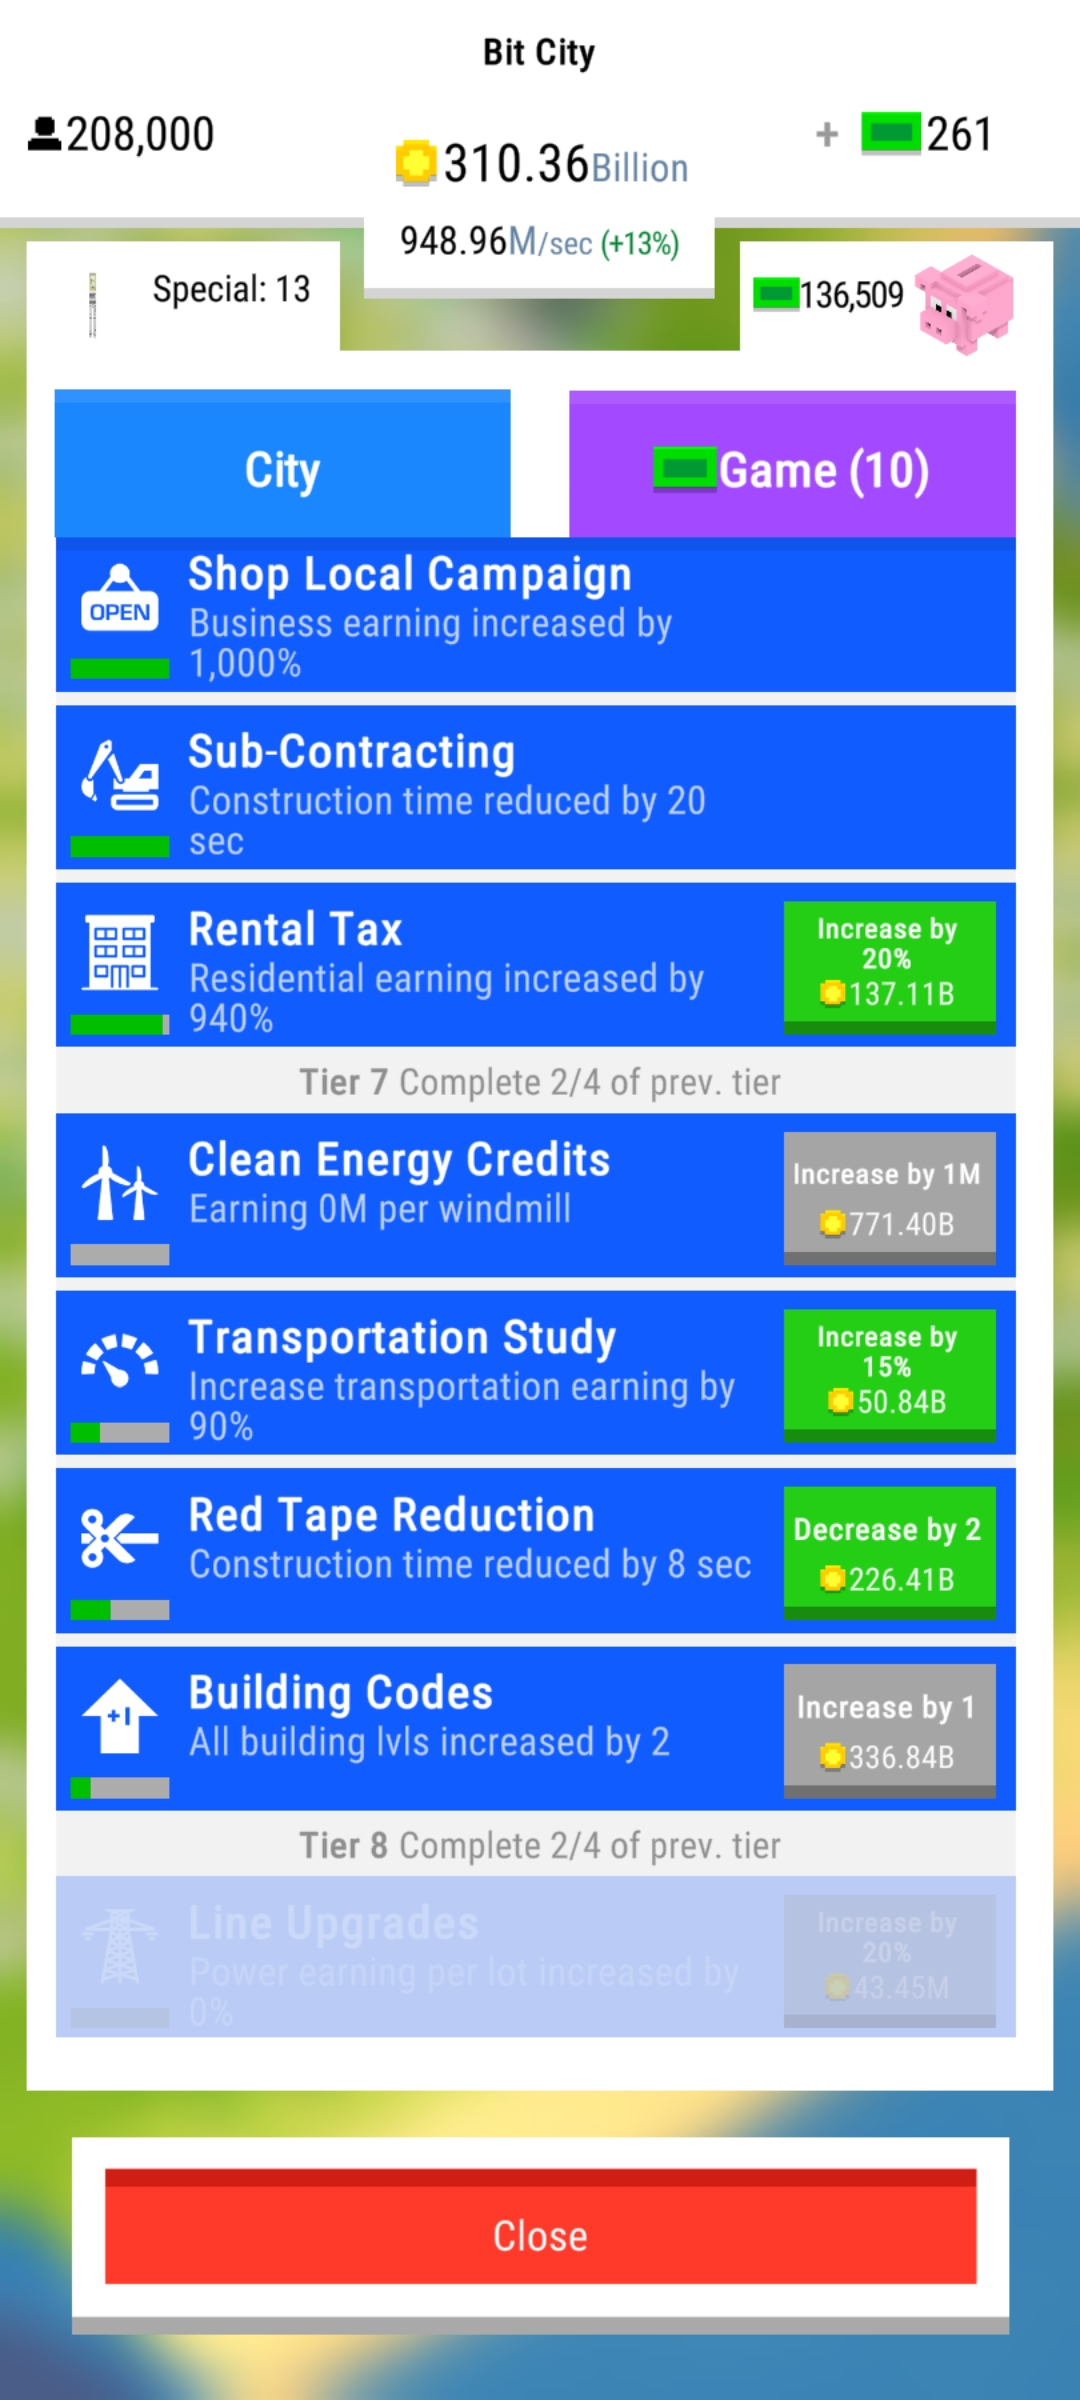 Bit City
208,000
310.36Billion
+ 261
948.96M/sec (+13%)
Special: 13
136,509
City
Game (10)
OPEN
Shop Local Campaign
Business earning increased by
1,000%
Sub-Contracting
Construction time reduced by 20
sec
Rental Tax
Residential earning increased by
940%
Increase by
20%
137.11B
Tier 7 Complete 2/4 of prev. tier
Clean Energy Credits
Earning 0M per windmill
Increase by 1M
771.40B
Transportation Study
Increase transportation earning by
90%
Increase by
15%
50.84B
Red Tape Reduction
Construction time reduced by 8 sec
Decrease by 2
226.41B
+1
Building Codes
All building lvls increased by 2
Increase by 1
336.84B
Tier 8 Complete 2/4 of prev. tier
Line Upgrades
Power earning per lot increased by
0%
Increase by
20%
43.45M
Close